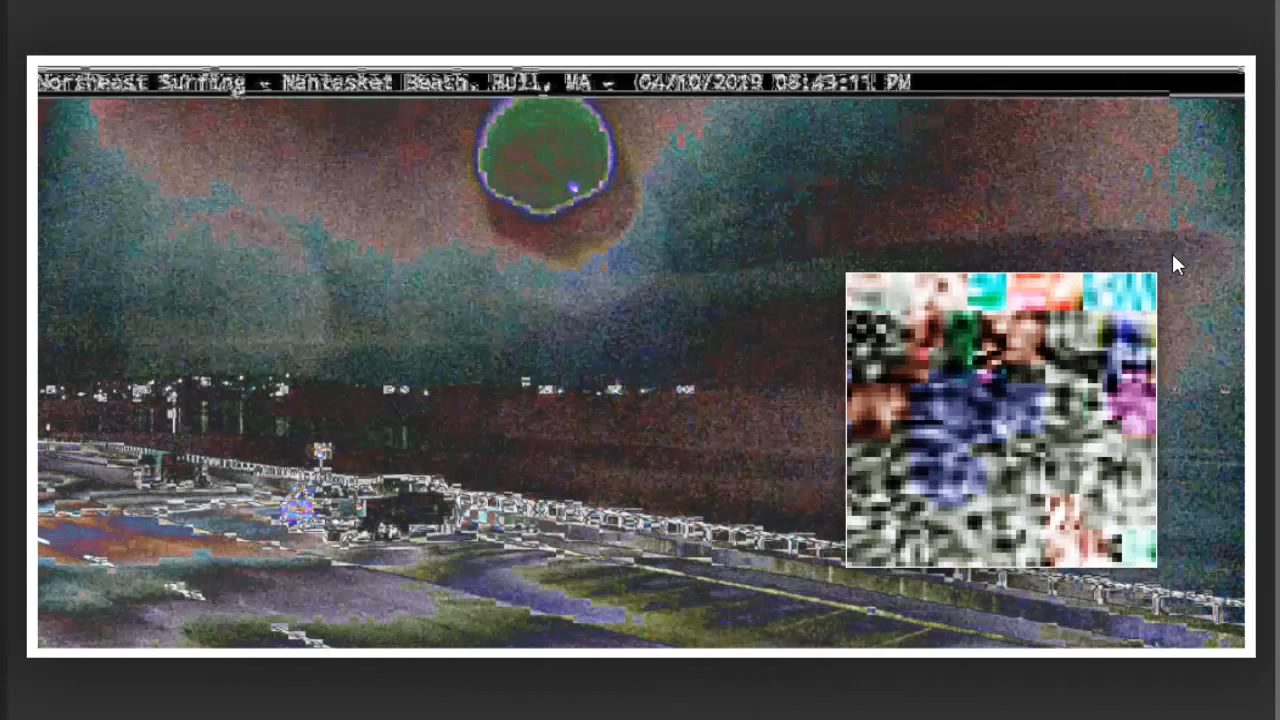 Northeast Surfing - Nantasket Beach, Hull, MA - (04/10/2019 08:43:11 PM